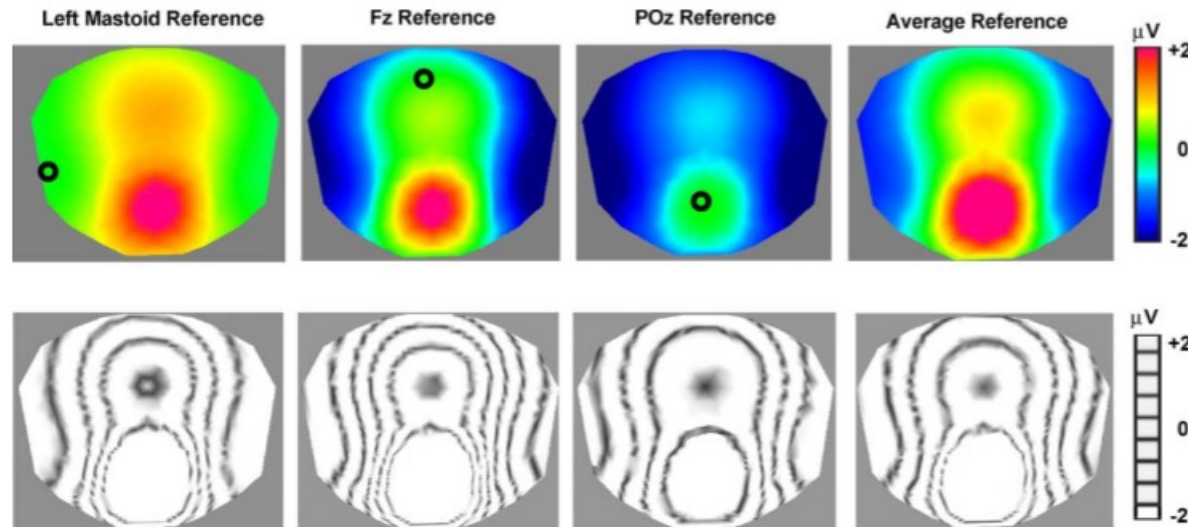 Left Mastoid Reference
Fz Reference
POz Reference
Average Reference
μV
+2
0
-2
μV
+2
0
-2